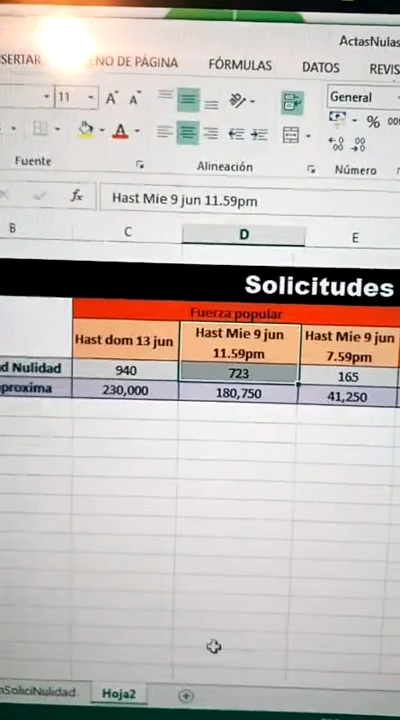 ActasNulas
SERTAR
ENO DE PÁGINA
FÓRMULAS
DATOS
REVIS
11
A A
General
%
Fuente
Alineación
Número
fx
Hast Mie 9 jun 11.59pm
B
C
D
E
Solicitudes
Fuerza popular
Hast dom 13 jun
Hast Mie 9 jun
11.59pm
Hast Mie 9 jun
7.59pm
d Nulidad
940
723
165
proxima
230,000
180,750
41,250
SoliciNulidad
Hoja2